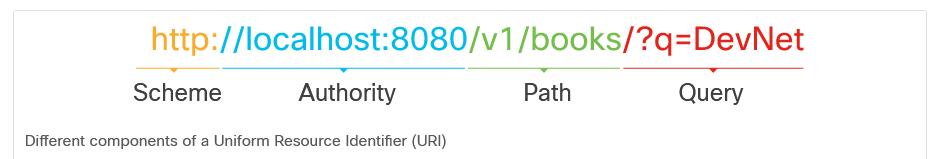 http://localhost:8080/v1/books/?q=DevNet
Scheme Authority Path Query
Different components of a Uniform Resource Identifier (URI)